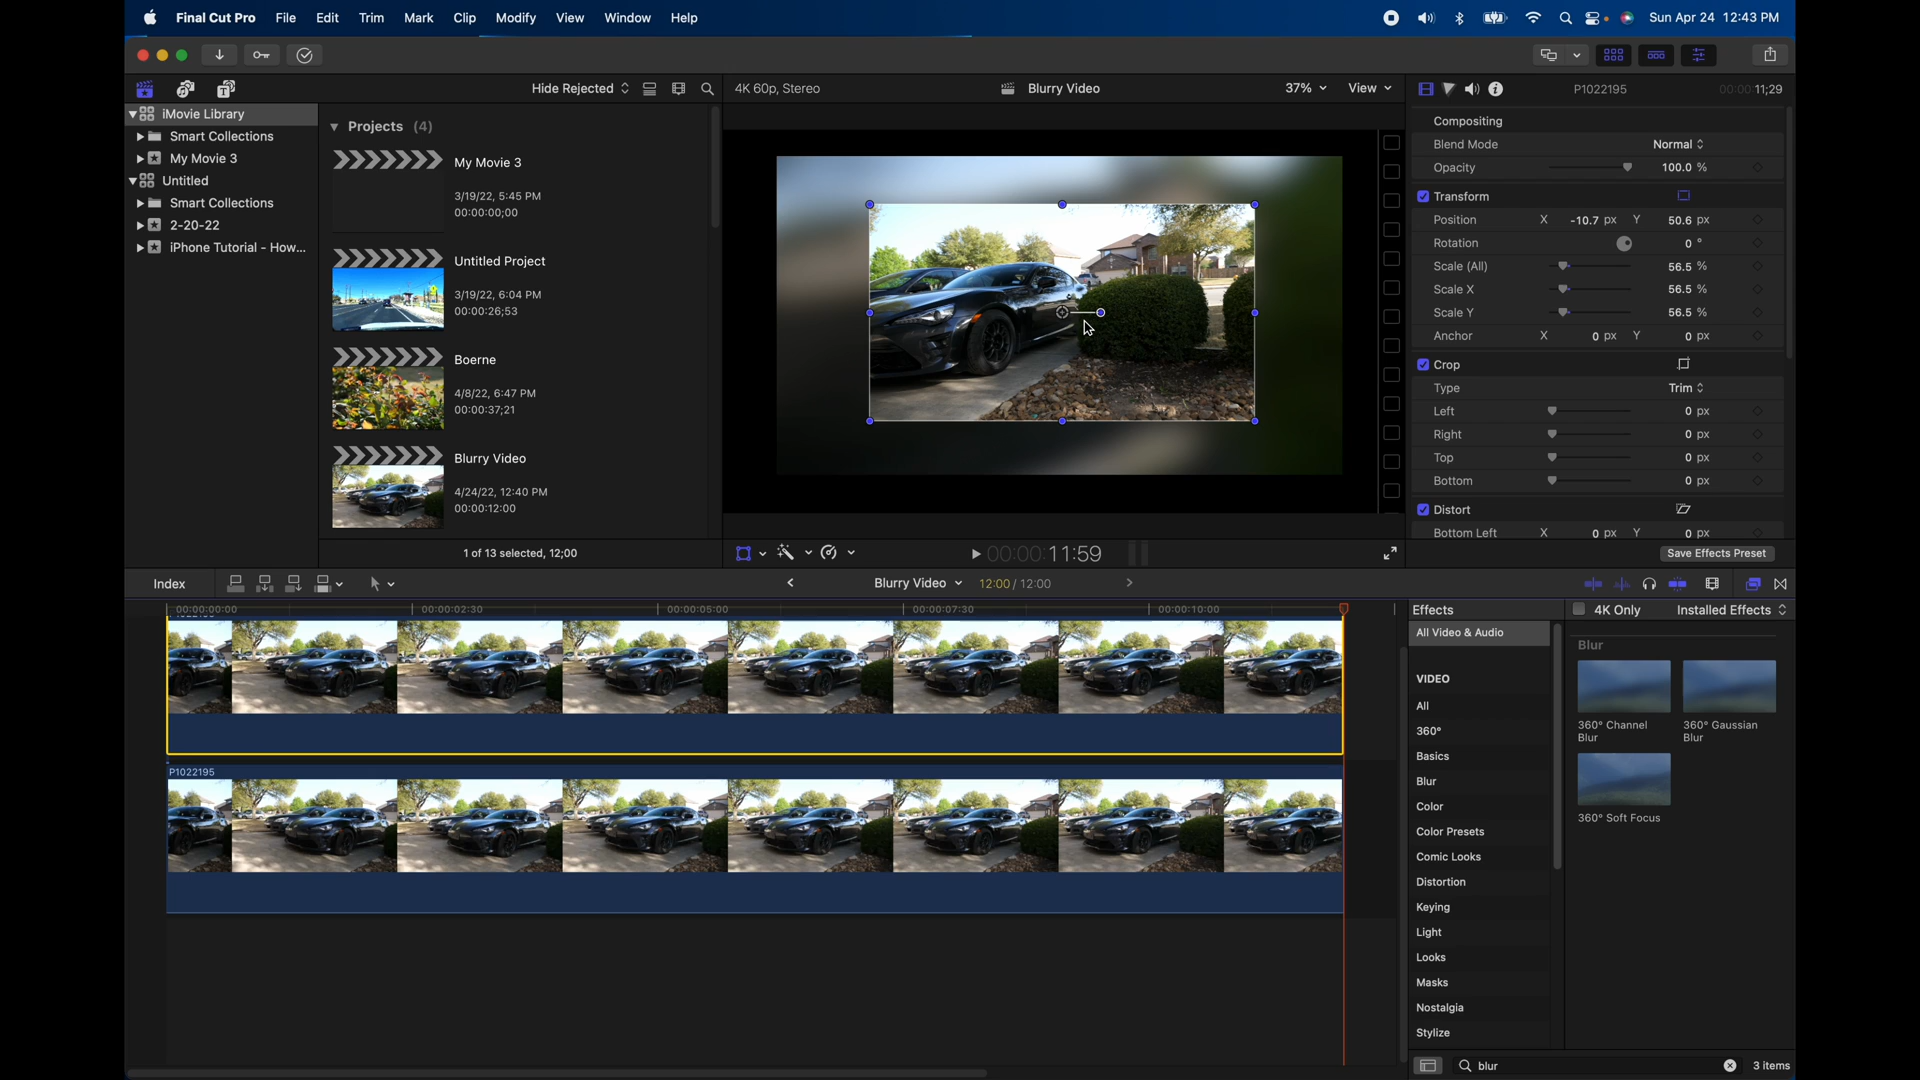 Final Cut Pro File Edit Trim Mark Clip Modify View Window Help Sun Apr 24 12:43 PM
Hide Rejected 4K 60p, Stereo Blurry Video 37% View P1022195 00:00:11;29
iMovie Library
Smart Collections
My Movie 3
Untitled
Smart Collections
2-20-22
iPhone Tutorial - How...
Projects (4)
My Movie 3
3/19/22, 5:45 PM
00:00:00;00
Untitled Project
3/19/22, 6:04 PM
00:00:26;53
Boerne
4/8/22, 6:47 PM
00:00:37;21
Blurry Video
4/24/22, 12:40 PM
00:00:12:00
1 of 13 selected, 12;00
00:00:11:59
Compositing
Blend Mode Normal
Opacity 100.0 %
Transform
Position X -10.7 px Y 50.6 px
Rotation 0 °
Scale (All) 56.5 %
Scale X 56.5 %
Scale Y 56.5 %
Anchor X 0 px Y 0 px
Crop
Type Trim
Left 0 px
Right 0 px
Top 0 px
Bottom 0 px
Distort
Bottom Left X 0 px Y 0 px
Save Effects Preset
Index Blurry Video 12:00 / 12:00
00:00:00:00 00:00:02:30 00:00:05:00 00:00:07:30 00:00:10:00
P1022195
Effects 4K Only Installed Effects
All Video & Audio
VIDEO
All
360°
Basics
Blur
Color
Color Presets
Comic Looks
Distortion
Keying
Light
Looks
Masks
Nostalgia
Stylize
Blur
360° Channel
Blur
360° Gaussian
Blur
360° Soft Focus
blur 3 items